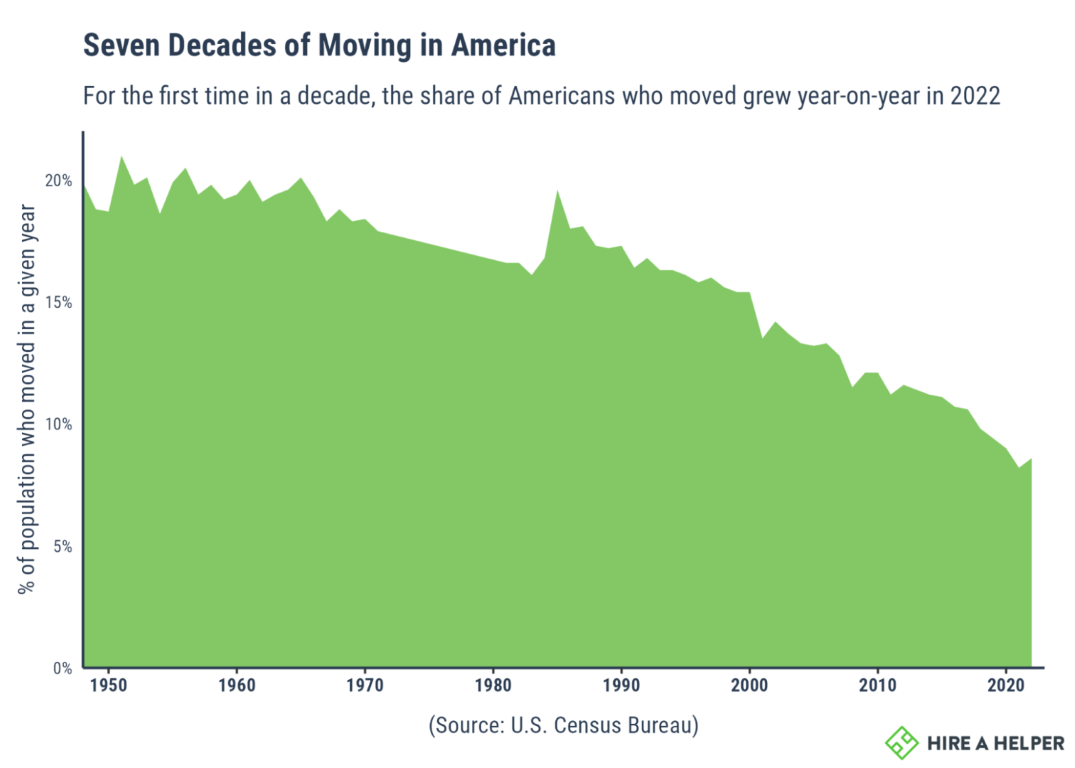 Seven Decades of Moving in America
For the first time in a decade, the share of Americans who moved grew year-on-year in 2022
% of population who moved in a given year
20%
15%
10%
5%
0%
1950 1960 1970 1980 1990 2000 2010 2020
(Source: U.S. Census Bureau)
HIRE A HELPER